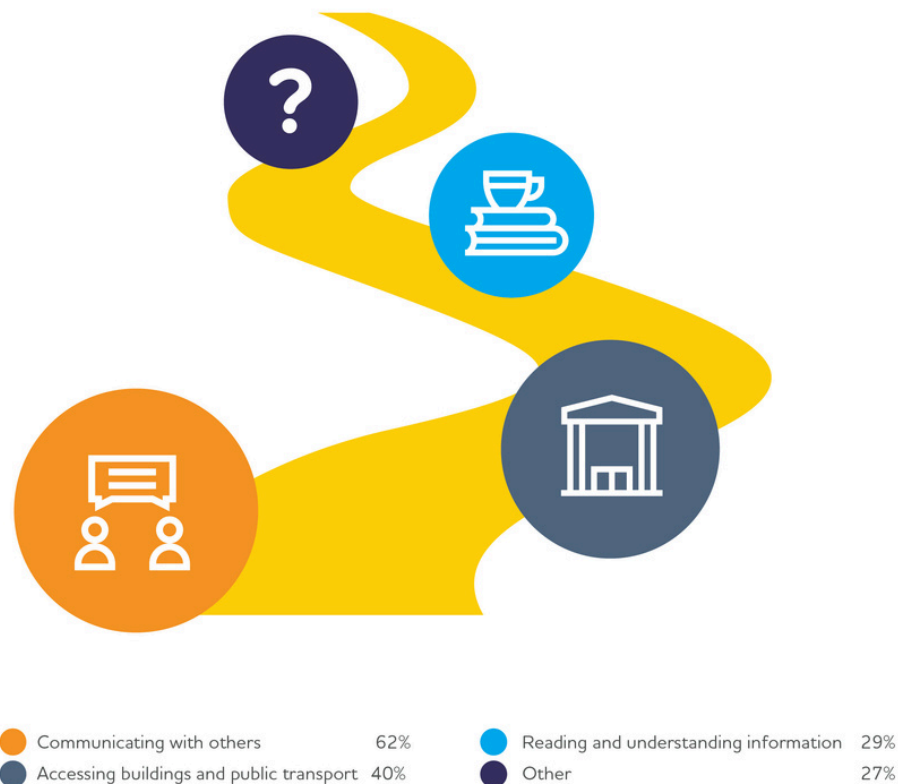 ?
Communicating with others 62%
Accessing buildings and public transport 40%
Reading and understanding information 29%
Other 27%